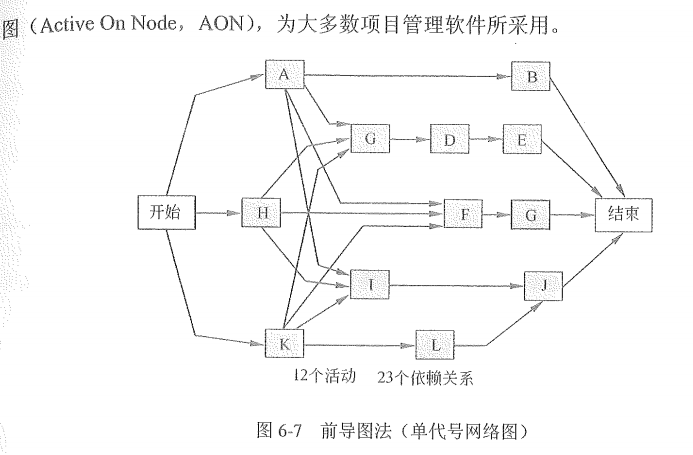 图（Active On Node，AON），为大多数项目管理软件所采用。
A
B
G
D
E
开始
H
F
G
结束
I
J
K
L
12个活动 23个依赖关系
图 6-7 前导图法（单代号网络图）